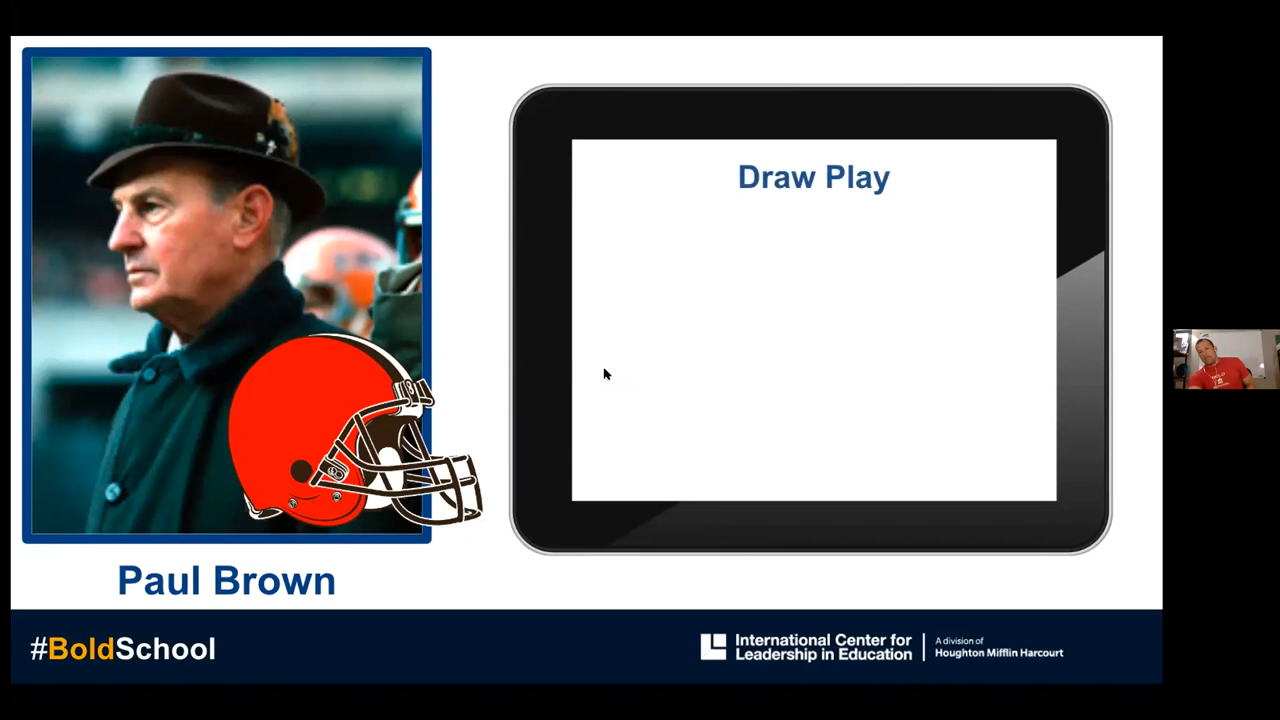 Draw Play
Paul Brown
#BoldSchool
International Center for
Leadership in Education
A division of
Houghton Mifflin Harcourt